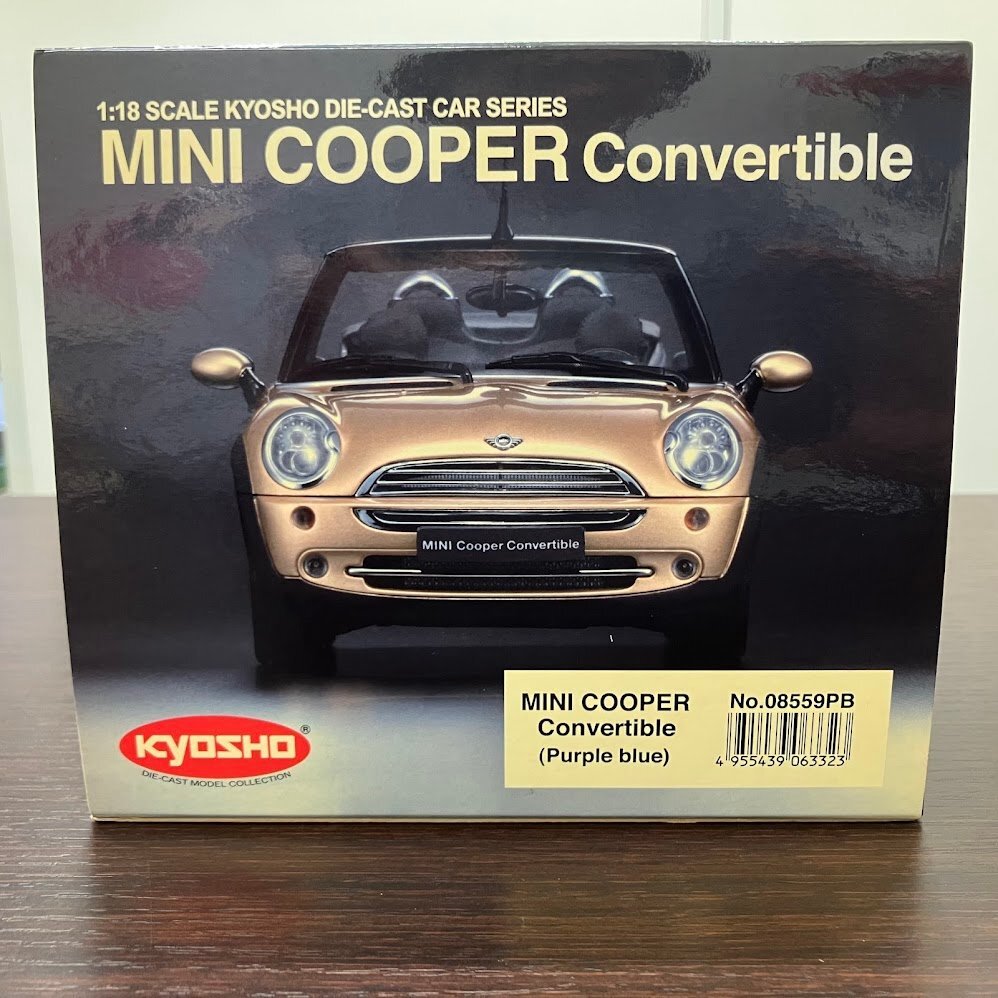 1:18 SCALE KYOSHO DIE-CAST CAR SERIES
MINI COOPER Convertible
MINI Cooper Convertible
MINI COOPER
Convertible
(Purple blue)
No.08559PB
4 955439 063323
KYOSHO®
DIE-CAST MODEL COLLECTION